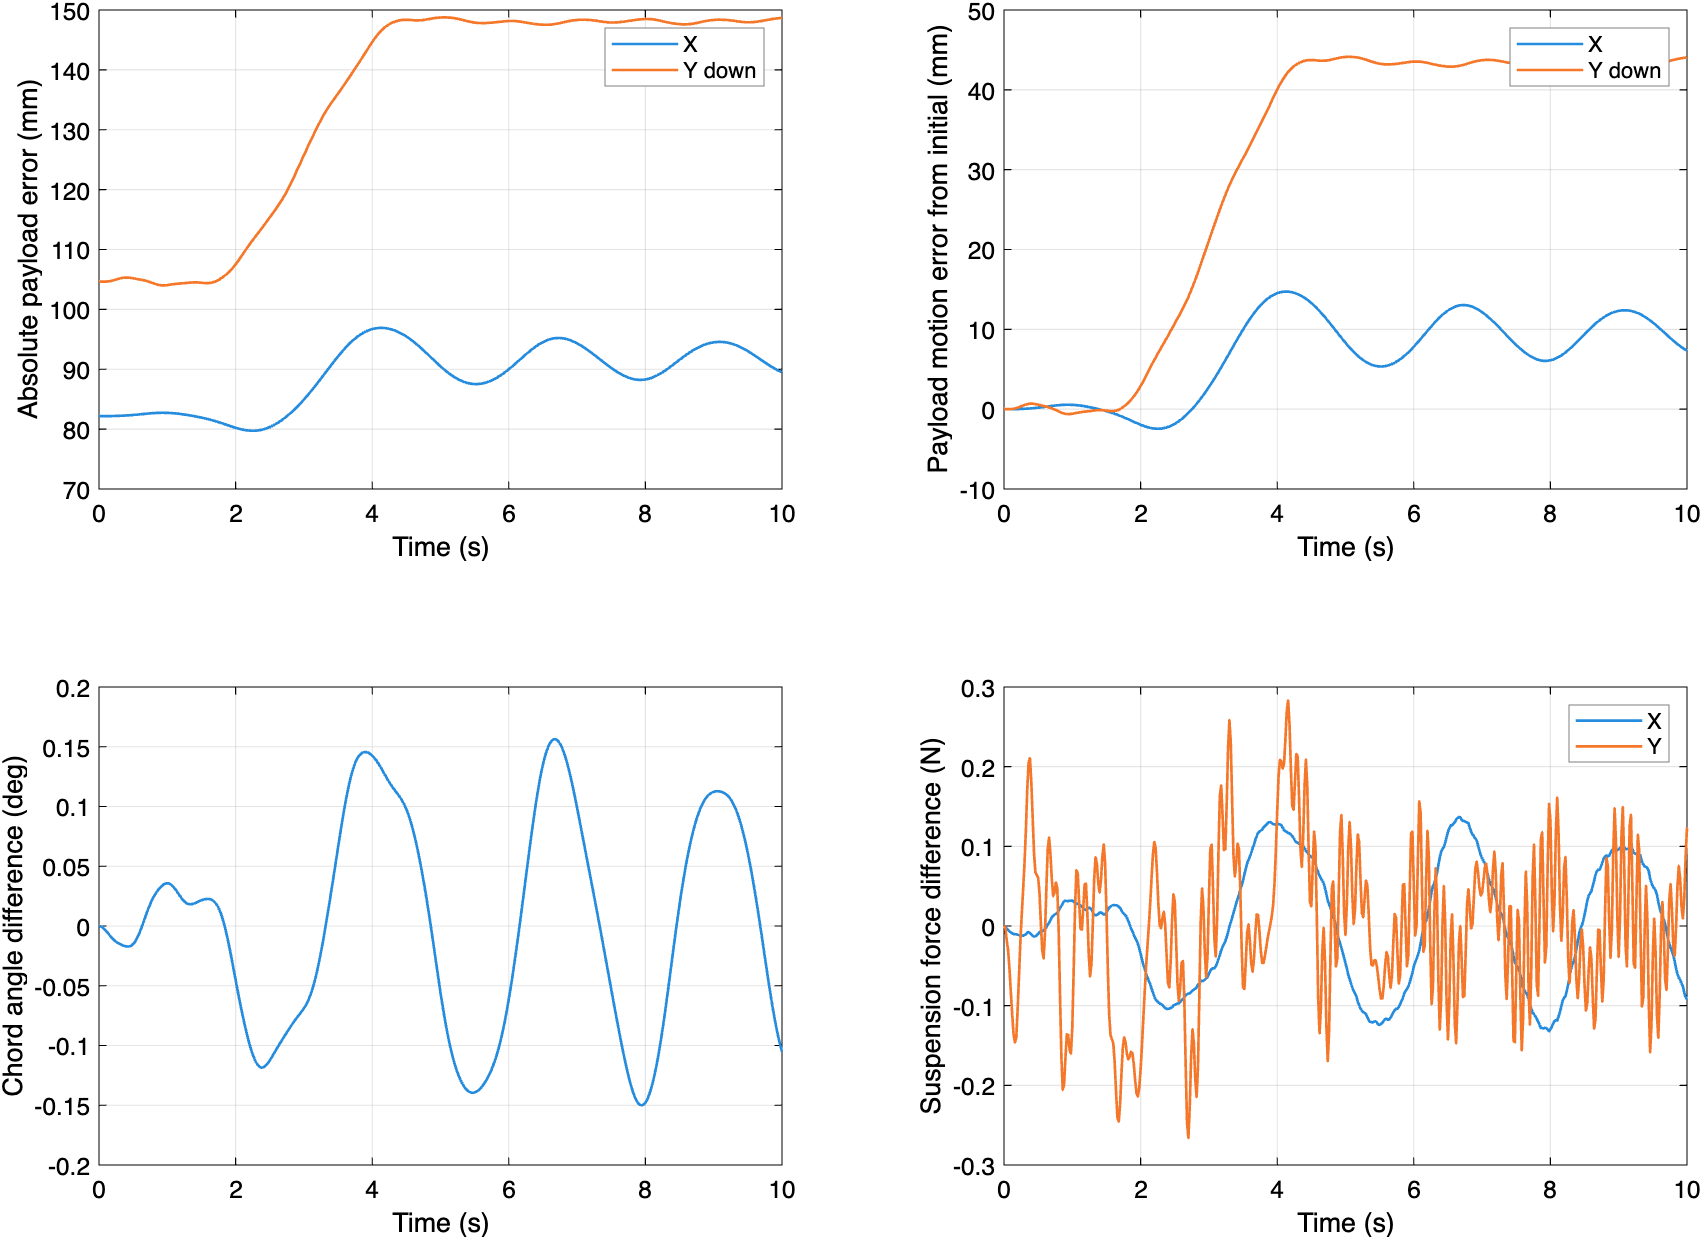 Absolute payload error (mm)
150
140
130
120
110
100
90
80
70
0 2 4 6 8 10
Time (s)
X
Y down
Payload motion error from initial (mm)
50
40
30
20
10
0
-10
0 2 4 6 8 10
Time (s)
X
Y down
Chord angle difference (deg)
0.2
0.15
0.1
0.05
0
-0.05
-0.1
-0.15
-0.2
0 2 4 6 8 10
Time (s)
Suspension force difference (N)
0.3
0.2
0.1
0
-0.1
-0.2
-0.3
0 2 4 6 8 10
Time (s)
X
Y